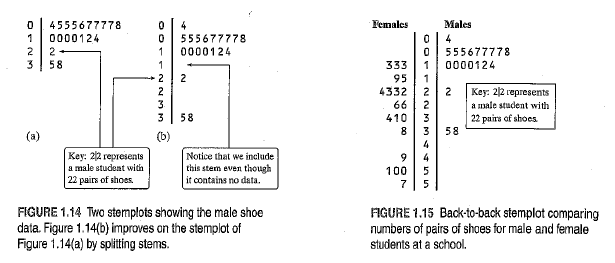 0 | 4555677778
1 | 0000124
2 | 2
3 | 58
(a)
0 | 4
0 | 555677778
1 | 0000124
1 |
2 | 2
2 |
3 |
3 | 58
(b)
Key: 2|2 represents
a male student with
22 pairs of shoes.
Notice that we include
this stem even though
it contains no data.
FIGURE 1.14 Two stemplots showing the male shoe
data. Figure 1.14(b) improves on the stemplot of
Figure 1.14(a) by splitting stems.
Females Males
| 0 | 4
| 0 | 555677778
333 | 1 | 0000124
95 | 1 |
4332 | 2 | 2
66 | 2 |
410 | 3 |
8 | 3 | 58
| 4 |
9 | 4 |
100 | 5 |
7 | 5 |
Key: 2|2 represents
a male student with
22 pairs of shoes.
FIGURE 1.15 Back-to-back stemplot comparing
numbers of pairs of shoes for male and female
students at a school.